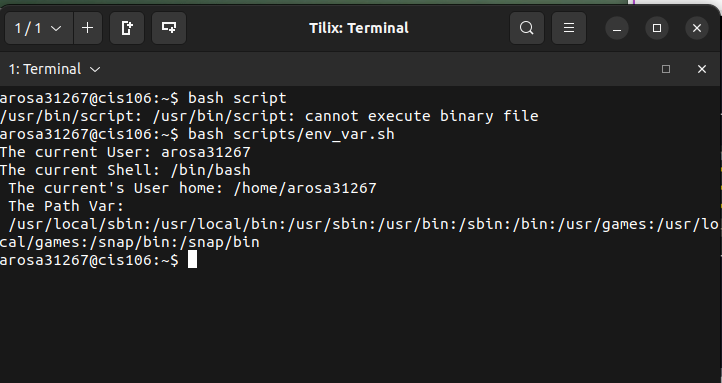 1 / 1
Tilix: Terminal
1: Terminal
arosa31267@cis106:~$ bash script
/usr/bin/script: /usr/bin/script: cannot execute binary file
arosa31267@cis106:~$ bash scripts/env_var.sh
The current User: arosa31267
The current Shell: /bin/bash
 The current's User home: /home/arosa31267
 The Path Var:
 /usr/local/sbin:/usr/local/bin:/usr/sbin:/usr/bin:/sbin:/bin:/usr/games:/usr/lo
cal/games:/snap/bin:/snap/bin
arosa31267@cis106:~$